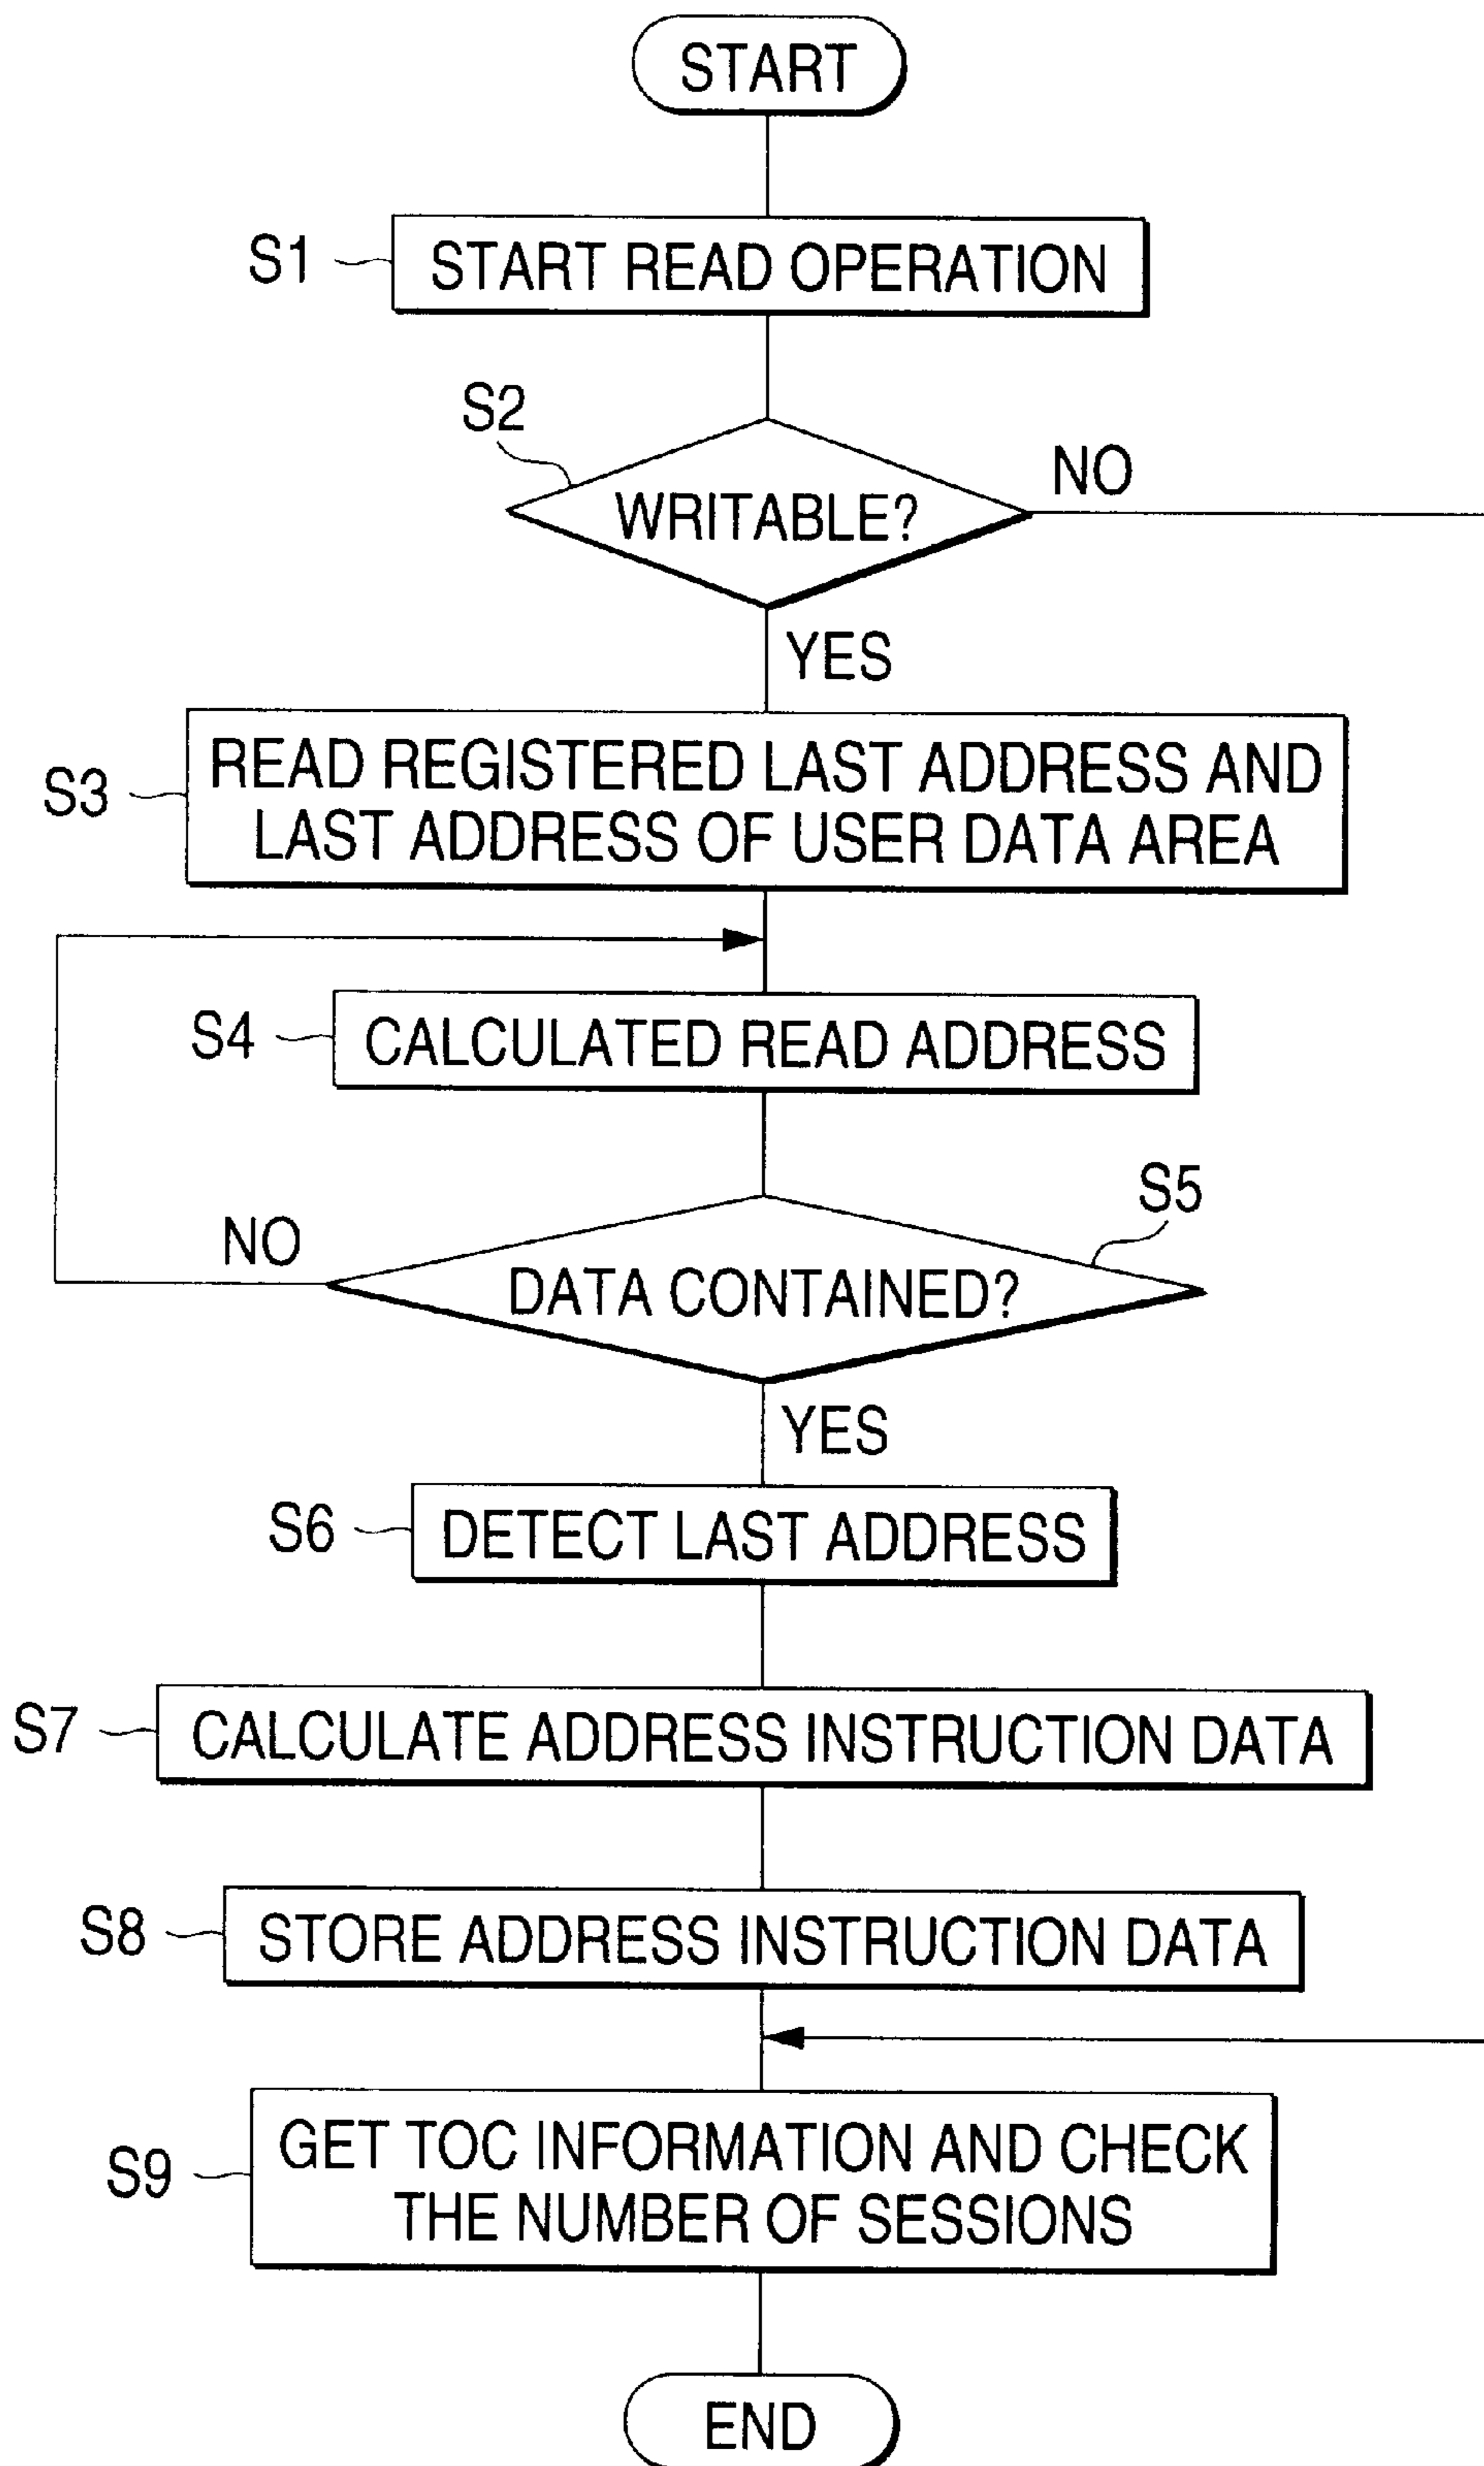 START
S1
START READ OPERATION
S2
WRITABLE?
NO
YES
S3
READ REGISTERED LAST ADDRESS AND
LAST ADDRESS OF USER DATA AREA
S4
CALCULATED READ ADDRESS
S5
NO
DATA CONTAINED?
YES
S6
DETECT LAST ADDRESS
S7
CALCULATE ADDRESS INSTRUCTION DATA
S8
STORE ADDRESS INSTRUCTION DATA
S9
GET TOC INFORMATION AND CHECK
THE NUMBER OF SESSIONS
END